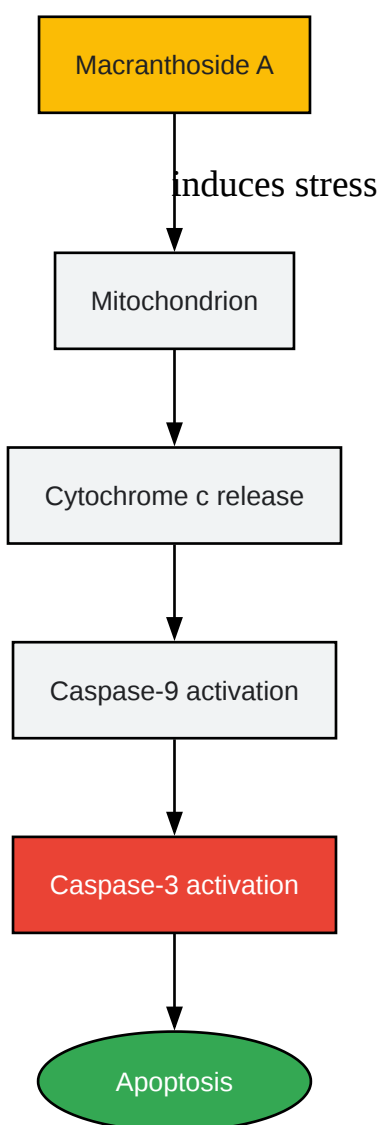 Macranthoside A
induces stress
Mitochondrion
Cytochrome c release
Caspase-9 activation
Caspase-3 activation
Apoptosis